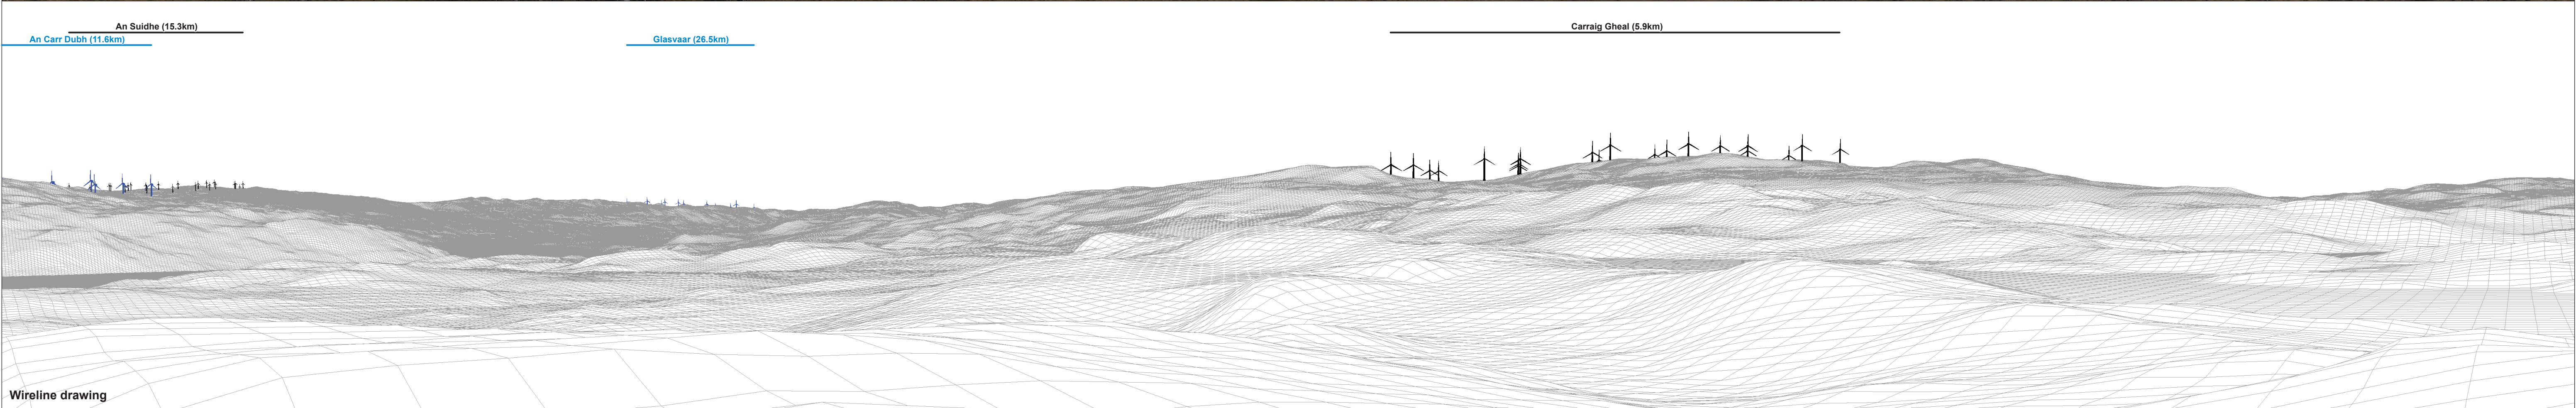 An Suidhe (15.3km)
An Carr Dubh (11.6km)
Glasvaar (26.5km)
Carraig Gheal (5.9km)
Wireline drawing